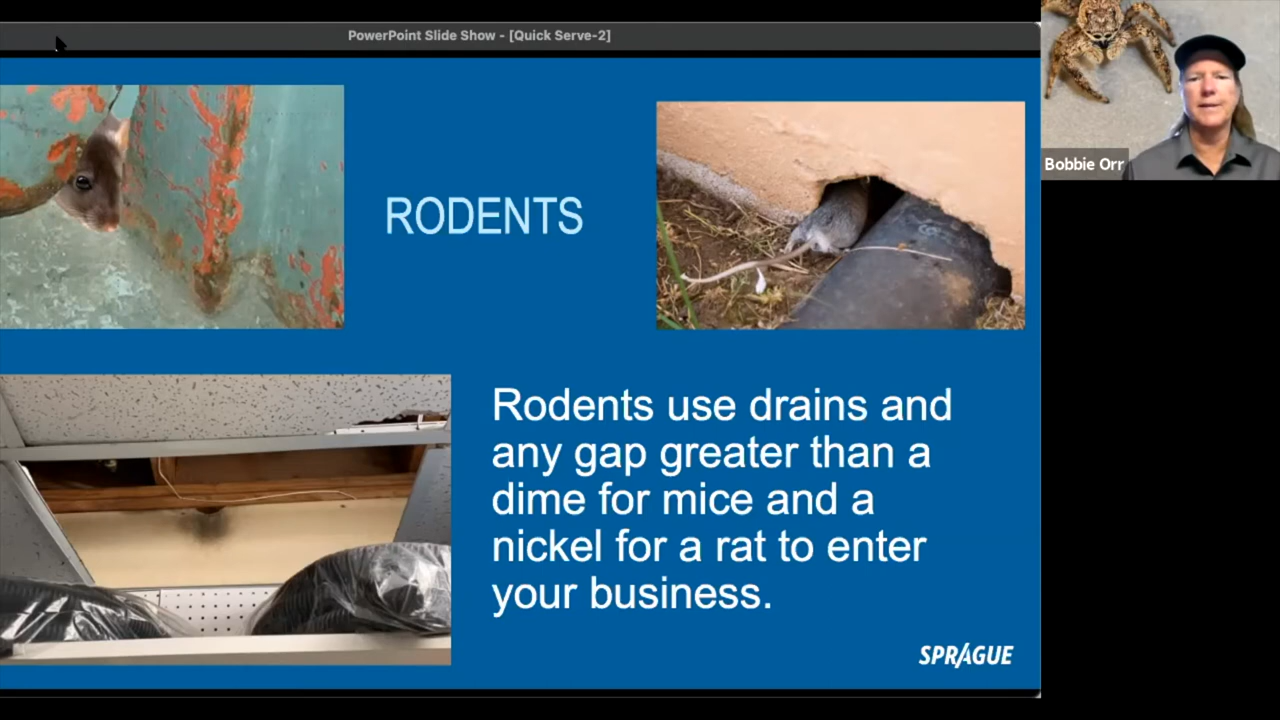 PowerPoint Slide Show - [Quick Serve-2]
RODENTS
Bobbie Orr
Rodents use drains and
any gap greater than a
dime for mice and a
nickel for a rat to enter
your business.
SPRAGUE